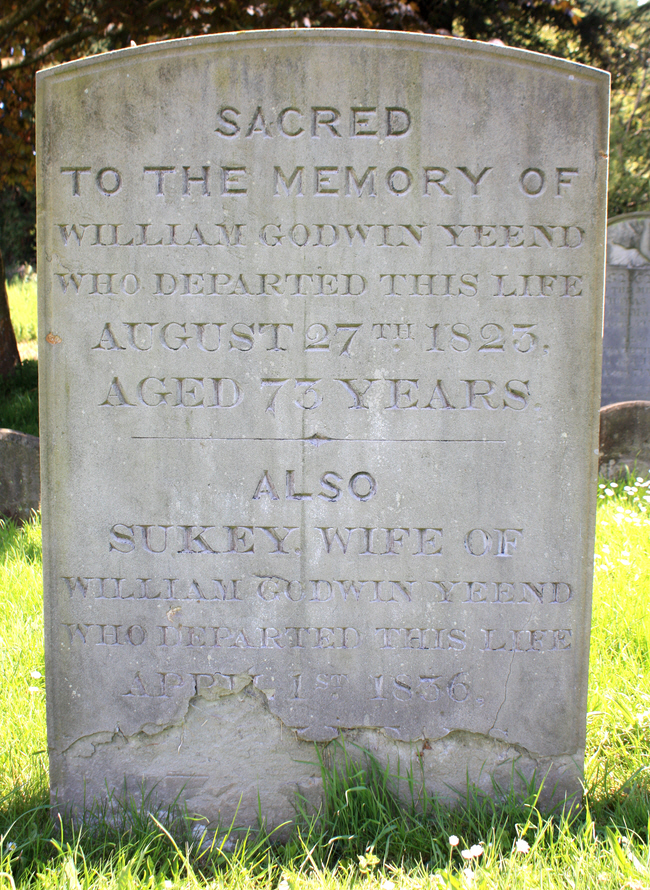 SACRED
TO THE MEMORY OF
WILLIAM GODWIN YEEND
WHO DEPARTED THIS LIFE
AUGUST 27TH 1825.
AGED 73 YEARS
ALSO
SUKEY WIFE OF
WILLIAM GODWIN YEEND
WHO DEPARTED THIS LIFE
APRIL 1ST 1836,